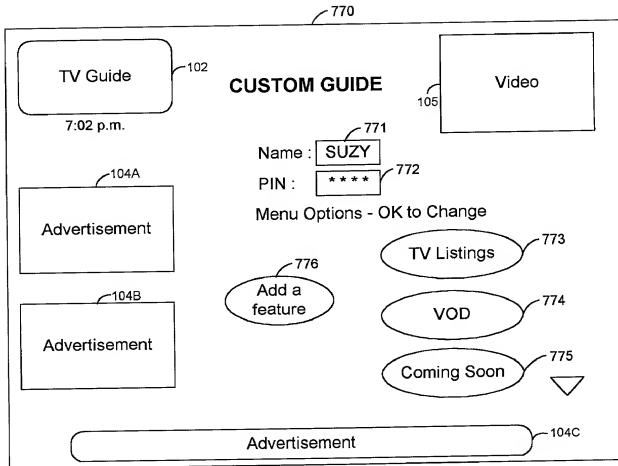 770
TV Guide
102
CUSTOM GUIDE
105
Video
7:02 p.m.
771
Name : SUZY
772
PIN : ****
Menu Options - OK to Change
104A
Advertisement
773
TV Listings
776
Add a
feature
104B
Advertisement
774
VOD
775
Coming Soon
Advertisement
104C